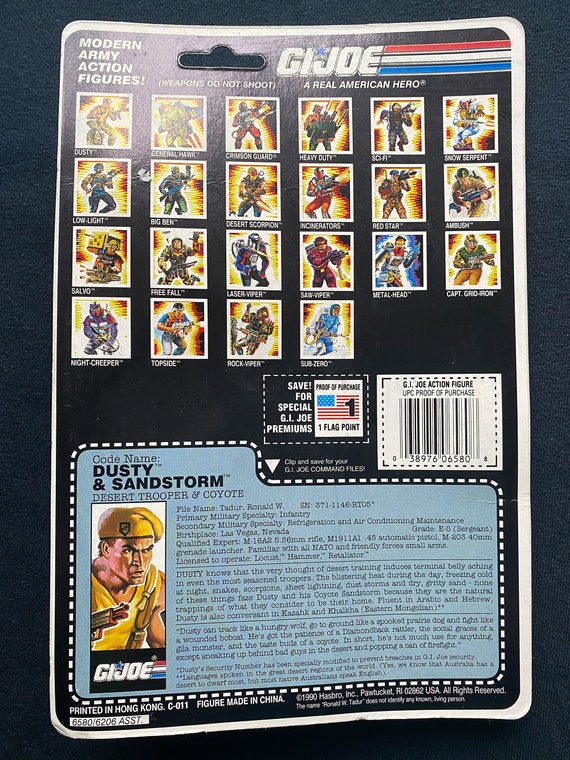 MODERN
ARMY
ACTION
FIGURES!
(WEAPONS DO NOT SHOOT)
GI JOE
A REAL AMERICAN HERO®
DUSTY™ GENERAL HAWK™ CRIMSON GUARD™ HEAVY DUTY™ SCI-FI™ SNOW SERPENT™
LOW-LIGHT™ BIG BEN™ DESERT SCORPION™ INCINERATORS™ RED STAR™ AMBUSH™
SALVO™ FREE FALL™ LASER-VIPER™ SAW-VIPER™ METAL-HEAD™ CAPT. GRID-IRON™
NIGHT-CREEPER™ TOPSIDE™ ROCK-VIPER™ SUB-ZERO™
SAVE!
FOR
SPECIAL
G.I. JOE
PREMIUMS
PROOF OF PURCHASE
1
1 FLAG POINT
G.I. JOE ACTION FIGURE
UPC PROOF OF PURCHASE
0 38976 06580 8
Clip and save for your
G.I. JOE COMMAND FILES!
Code Name:
DUSTY™
& SANDSTORM™
DESERT TROOPER & COYOTE
File Name: Tadur, Ronald W. SN: 371-1146-RT05*
Primary Military Specialty: Infantry
Secondary Military Specialty: Refrigeration and Air Conditioning Maintenance
Birthplace: Las Vegas, Nevada Grade: E-5 (Sergeant)
Qualified Expert: M-16A2 5.56mm rifle, M1911A1 .45 automatic pistol, M-203 40mm
grenade launcher. Familiar with all NATO and friendly forces small arms.
Licensed to operate: Locust,™ Hammer,™ Retaliator.™
DUSTY knows that the very thought of desert training induces terminal belly aching
in even the most seasoned troopers. The blistering heat during the day, freezing cold
at night, snakes, scorpions, sheet lightning, dust storms and dry, gritty sand - none
of these things faze Dusty and his Coyote Sandstorm because they are the natural
trappings of what they consider to be their home. Fluent in Arabic and Hebrew,
Dusty is also conversant in Kazakh and Khalkha (Eastern Mongolian).**
"Dusty can track like a hungry wolf, go to ground like a spooked prairie dog and fight like
a wounded bobcat. He's got the patience of a Diamondback rattler, the social graces of a
gila monster, and the taste buds of a coyote. In short, he's not much use for anything,
except sneaking up behind bad guys in the desert and popping a can of firefight."
*Dusty's Security Number has been specially modified to prevent breaches in G.I. Joe security.
**Languages spoken in the great desert regions of the world. (Yes, we know that Australia has a
desert to dwarf most, but most native Australians speak English)
GI JOE
PRINTED IN HONG KONG. C-011 FIGURE MADE IN CHINA.
©1990 Hasbro, Inc., Pawtucket, RI 02862 USA. All Rights Reserved.
The name "Ronald W. Tadur" does not identify any known, living person.
6580/6206 ASST.